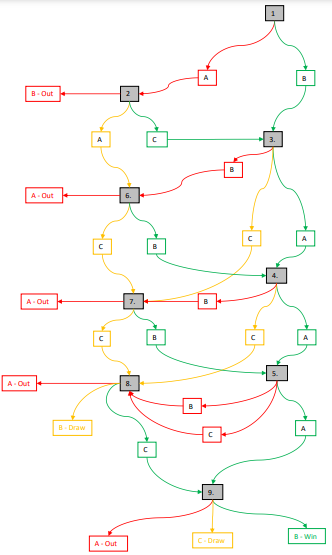 1
A
B
B - Out
2
A
C
3.
B
A - Out
6.
C
B
C
A
4.
A - Out
7.
B
C
B
C
A
A - Out
8.
5.
B
B - Draw
C
A
C
9.
A - Out
C - Draw
B - Win